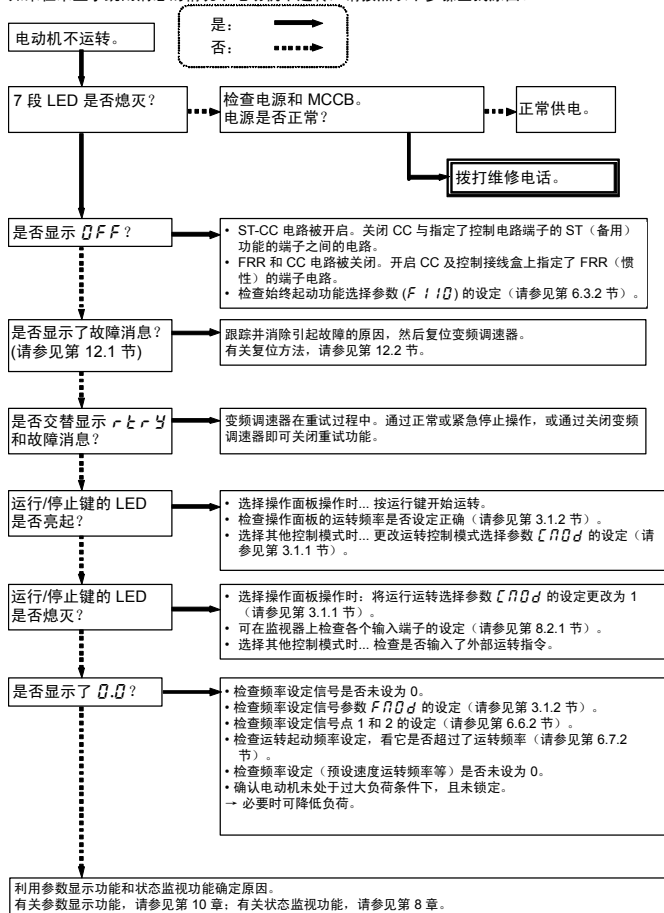 是：
否：
电动机不运转。
7 段 LED 是否熄灭？
检查电源和 MCCB。
电源是否正常？
正常供电。
拨打维修电话。
是否显示 OFF？
• ST-CC 电路被开启。关闭 CC 与指定了控制电路端子的 ST（备用）
功能的端子之间的电路。
• FRR 和 CC 电路被关闭。开启 CC 及控制接线盒上指定了 FRR（惯
性）的端子电路。
• 检查始终起动功能选择参数 (F110) 的设定（请参见第 6.3.2 节）。
是否显示了故障消息？
(请参见第 12.1 节)
跟踪并消除引起故障的原因，然后复位变频调速器。
有关复位方法，请参见第 12.2 节。
是否交替显示 rtrY
和故障消息？
变频调速器在重试过程中。通过正常或紧急停止操作，或通过关闭变频
调速器即可关闭重试功能。
运行/停止键的 LED
是否亮起？
• 选择操作面板操作时... 按运行键开始运转。
• 检查操作面板的运转频率是否设定正确（请参见第 3.1.2 节）。
• 选择其他控制模式时... 更改运转控制模式选择参数 CMOd 的设定（请
参见第 3.1.1 节）。
运行/停止键的 LED
是否熄灭？
• 选择操作面板操作时：将运行运转选择参数 CMOd 的设定更改为 1
（请参见第 3.1.1 节）。
• 可在监视器上检查各个输入端子的设定（请参见第 8.2.1 节）。
• 选择其他控制模式时... 检查是否输入了外部运转指令。
是否显示了 0.0？
• 检查频率设定信号是否未设为 0。
• 检查频率设定信号参数 FMOd 的设定（请参见第 3.1.2 节）。
• 检查频率设定信号点 1 和 2 的设定（请参见第 6.6.2 节）。
• 检查运转起动频率设定，看它是否超过了运转频率（请参见第 6.7.2
节）。
• 检查频率设定（预设速度运转频率等）是否未设为 0。
• 确认电动机未处于过大负荷条件下，且未锁定。
→ 必要时可降低负荷。
利用参数显示功能和状态监视功能确定原因。
有关参数显示功能，请参见第 10 章；有关状态监视功能，请参见第 8 章。